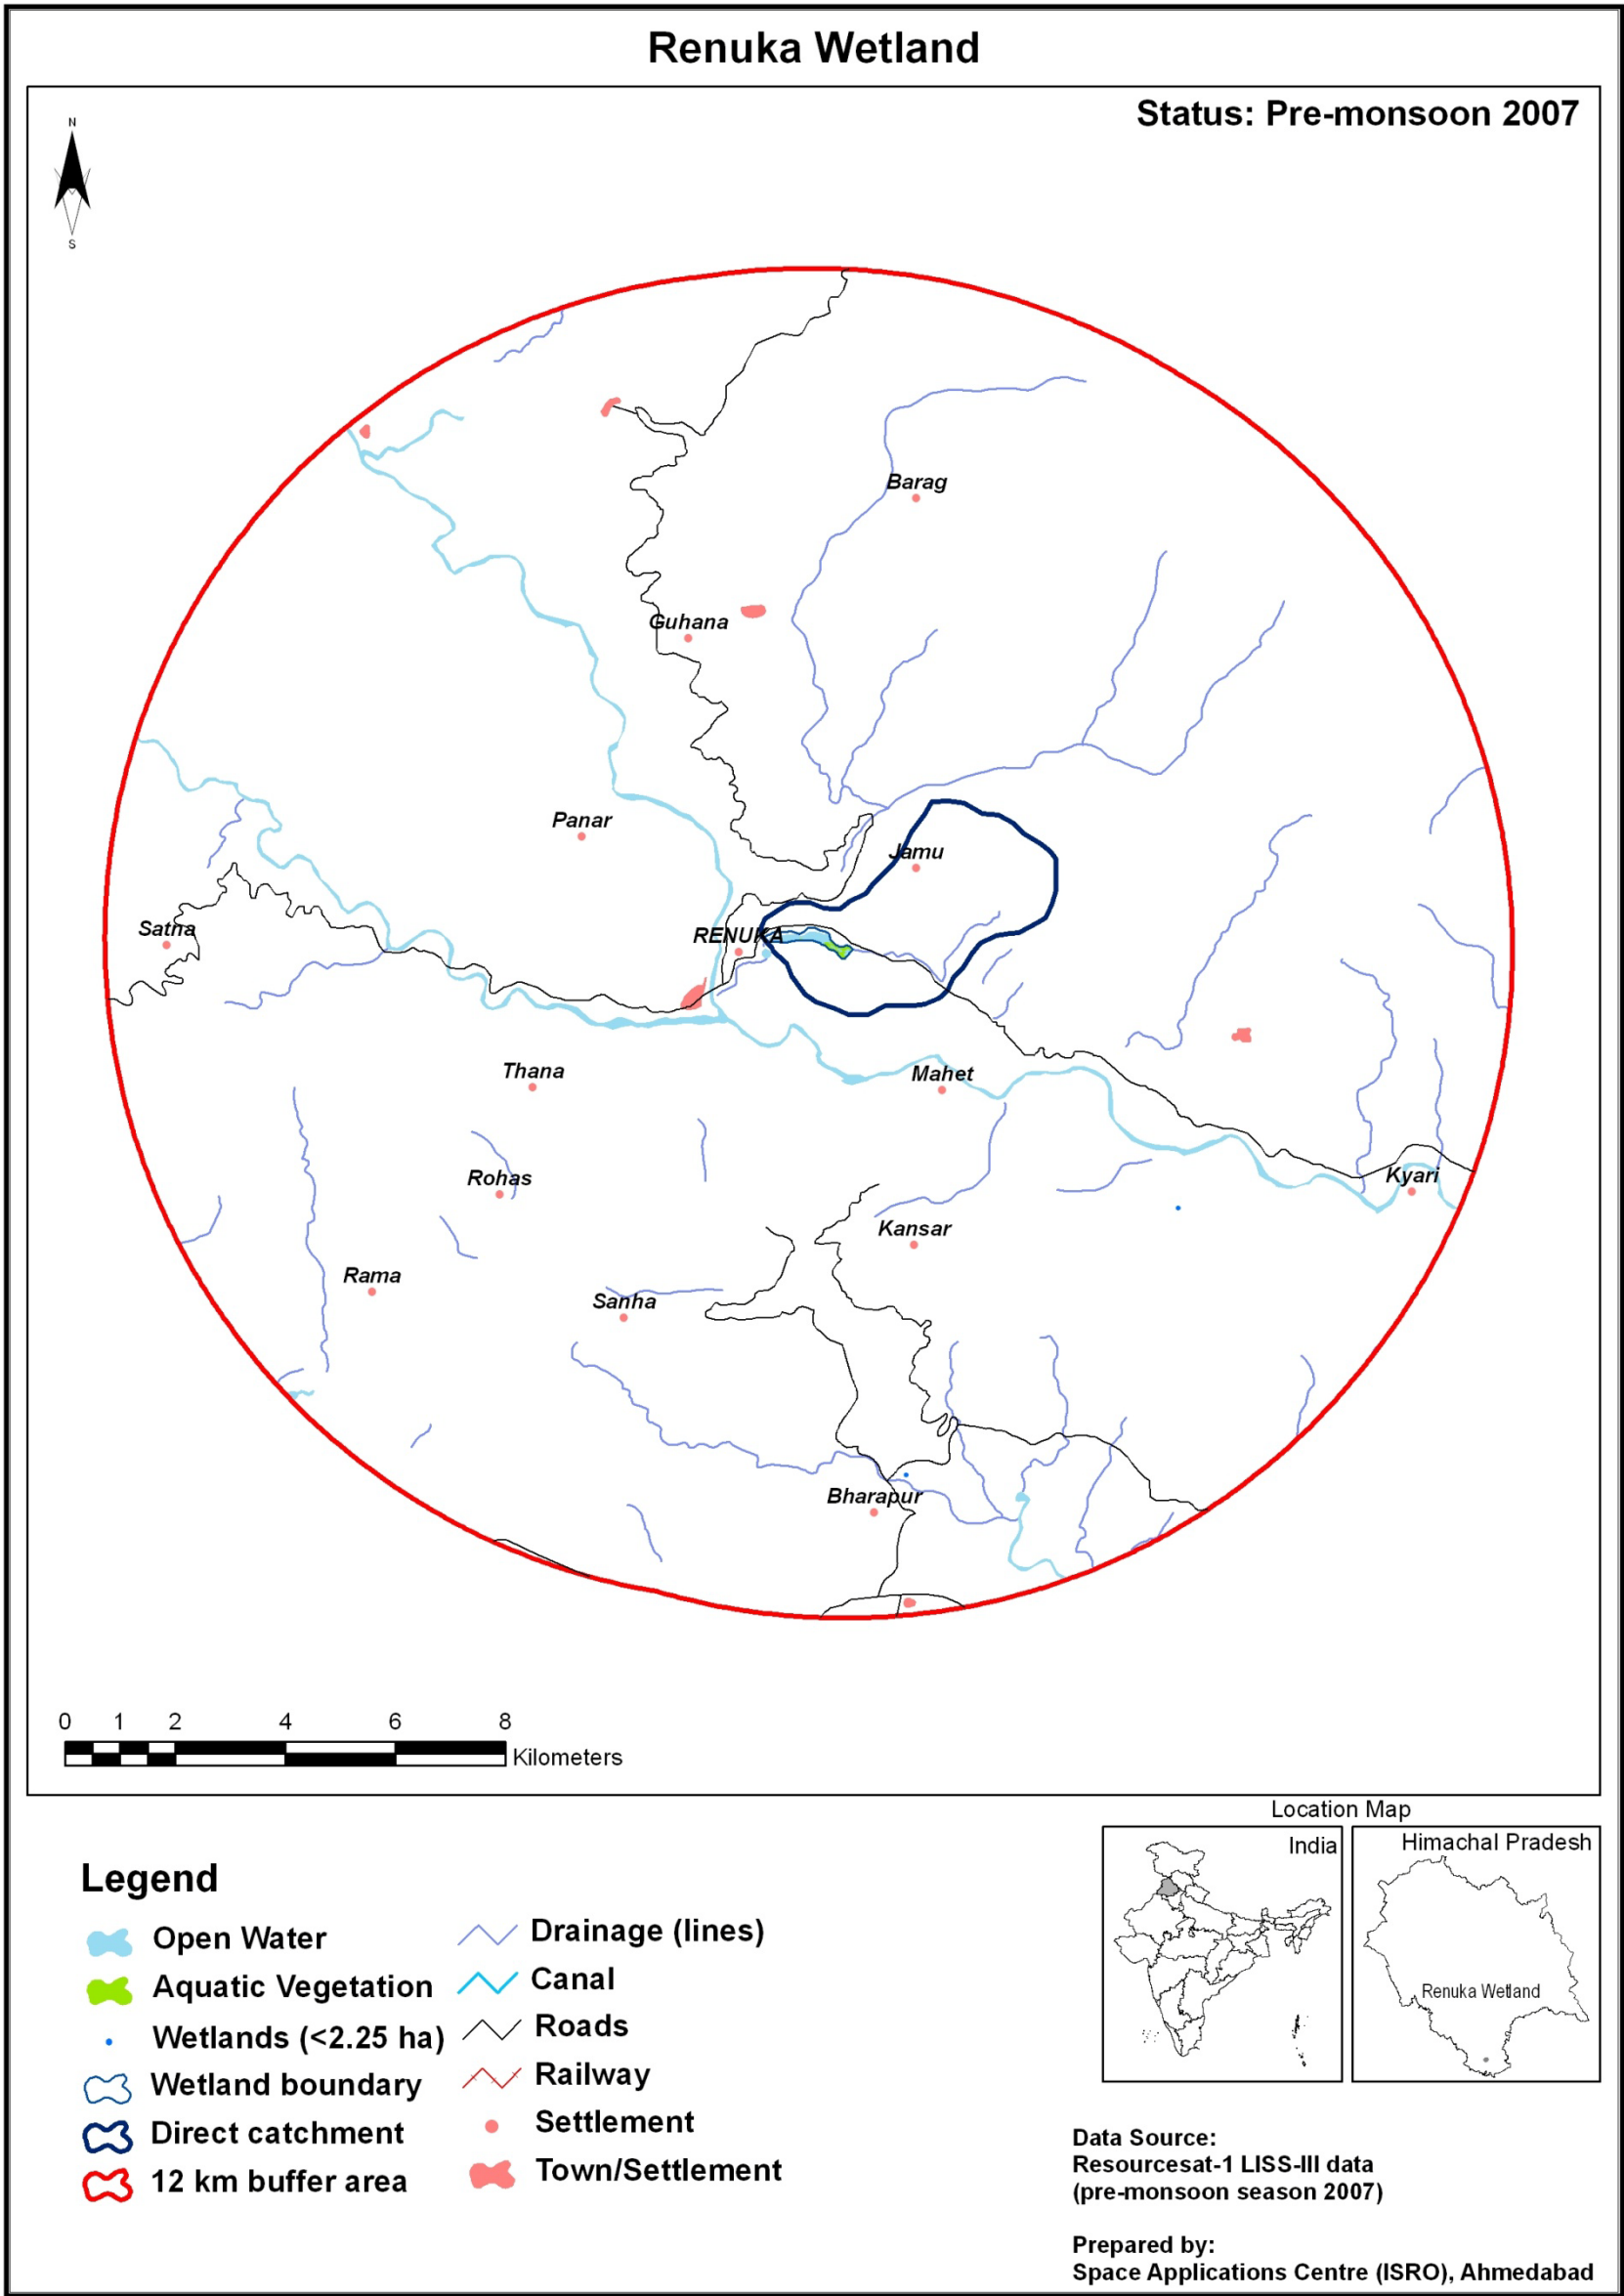 Renuka Wetland
Status: Pre-monsoon 2007
N
S
Barag
Guhana
Panar
Jamu
Satna
RENUKA
Thana
Mahet
Rohas
Kyari
Kansar
Rama
Sanha
Bharapur
0 1 2 4 6 8
Kilometers
Location Map
India
Himachal Pradesh
Renuka Wetland
Legend
Open Water
Aquatic Vegetation
Wetlands (<2.25 ha)
Wetland boundary
Direct catchment
12 km buffer area
Drainage (lines)
Canal
Roads
Railway
Settlement
Town/Settlement
Data Source:
Resourcesat-1 LISS-III data
(pre-monsoon season 2007)
Prepared by:
Space Applications Centre (ISRO), Ahmedabad